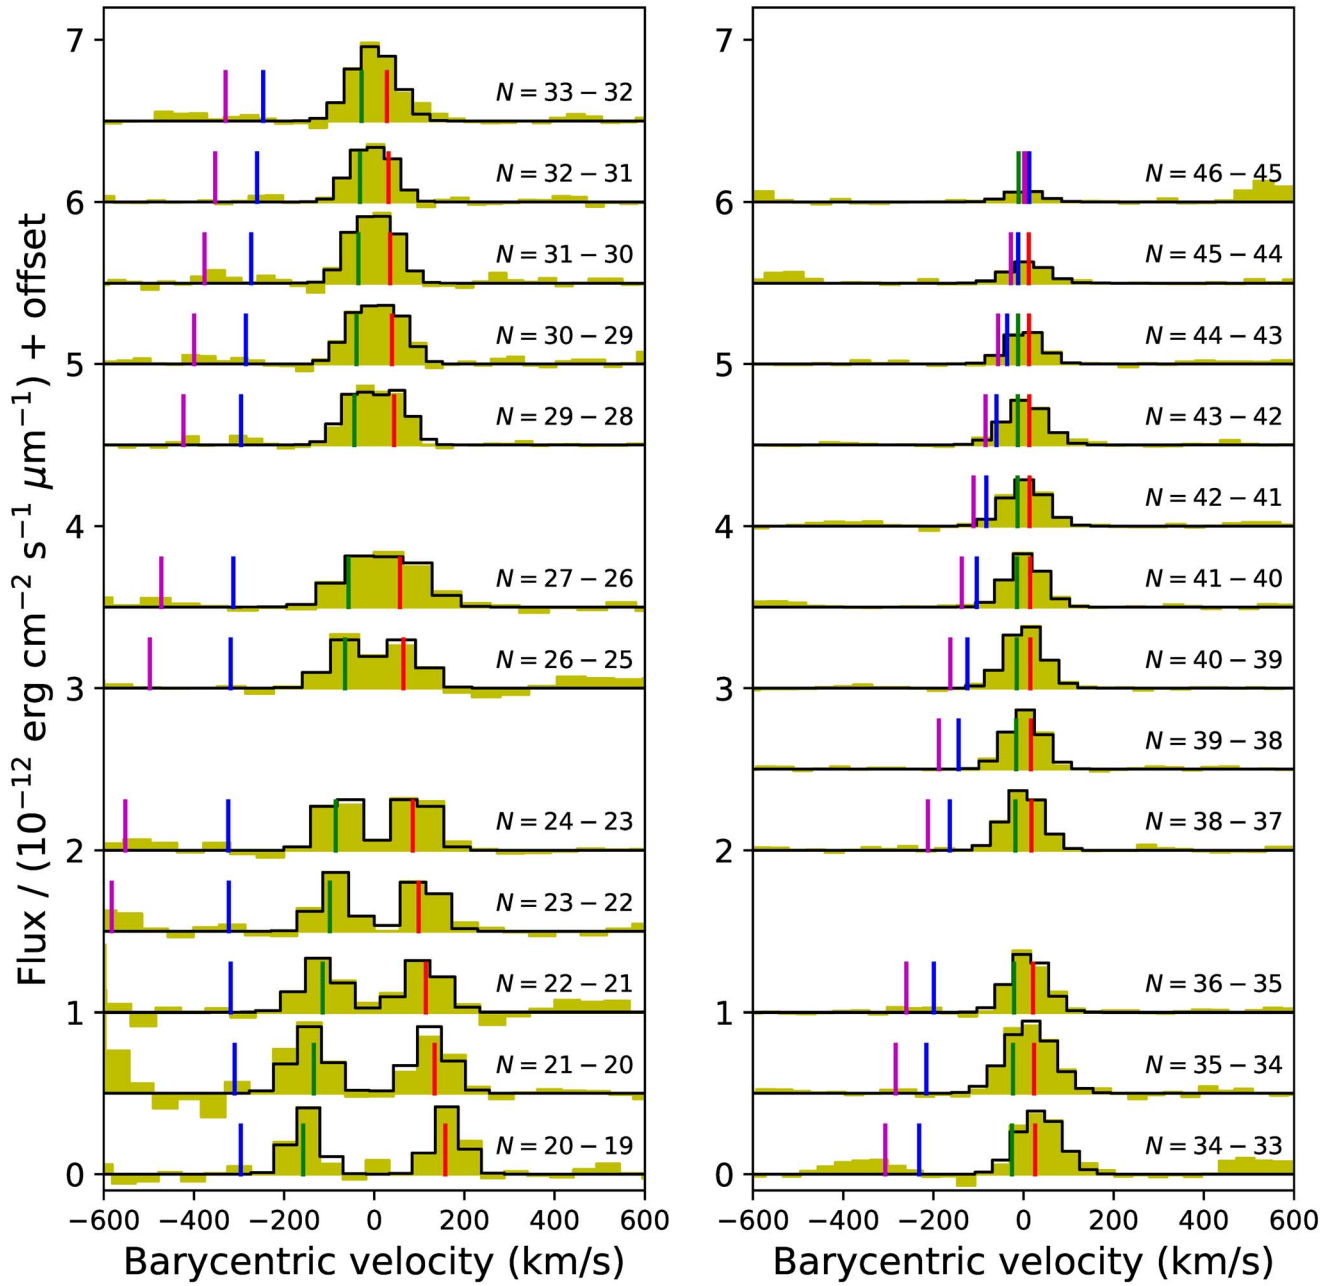 Flux / (10⁻¹² erg cm⁻² s⁻¹ μm⁻¹) + offset
7
6
5
4
3
2
1
0
N = 33 − 32
N = 32 − 31
N = 31 − 30
N = 30 − 29
N = 29 − 28
N = 27 − 26
N = 26 − 25
N = 24 − 23
N = 23 − 22
N = 22 − 21
N = 21 − 20
N = 20 − 19
−600 −400 −200 0 200 400 600
Barycentric velocity (km/s)
7
6
5
4
3
2
1
0
N = 46 − 45
N = 45 − 44
N = 44 − 43
N = 43 − 42
N = 42 − 41
N = 41 − 40
N = 40 − 39
N = 39 − 38
N = 38 − 37
N = 36 − 35
N = 35 − 34
N = 34 − 33
−600 −400 −200 0 200 400 600
Barycentric velocity (km/s)